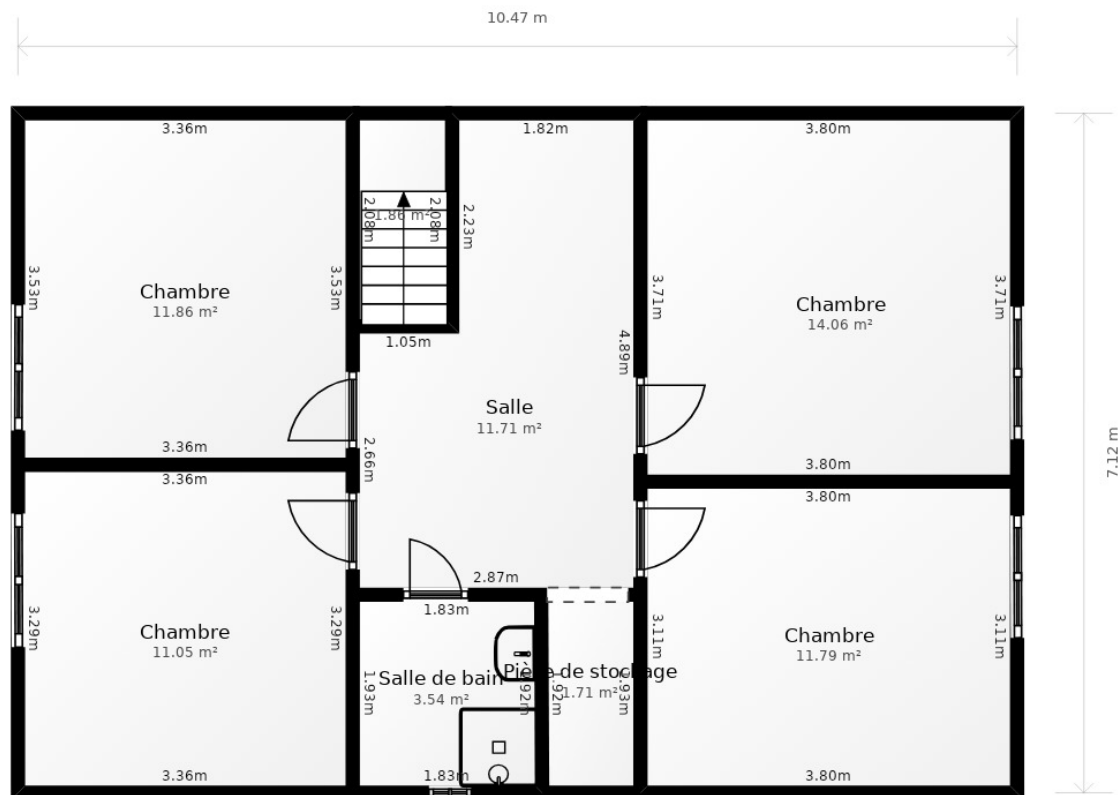 10.47 m
3.36m
1.82m
3.80m
2.08m
1.86 m²
2.08m
2.23m
3.53m
3.53m
3.71m
3.71m
Chambre
11.86 m²
Chambre
14.06 m²
1.05m
4.89m
Salle
11.71 m²
7.12 m
3.36m
2.66m
3.80m
3.36m
3.80m
2.87m
1.83m
3.29m
3.29m
3.11m
3.11m
Chambre
11.05 m²
Chambre
11.79 m²
Salle de bain
3.54 m²
Pièce de stockage
1.71 m²
1.93m
1.92m
1.92m
1.93m
3.36m
1.83m
3.80m